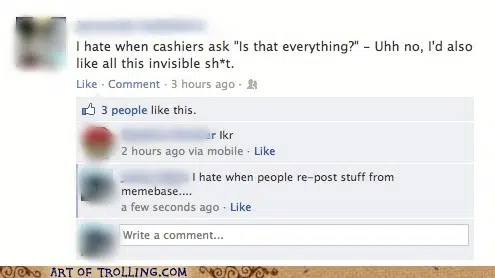 I hate when cashiers ask "Is that everything?" - Uhh no, I'd also
like all this invisible sh*t.
Like · Comment · 3 hours ago ·
3 people like this.
Ikr
2 hours ago via mobile · Like
I hate when people re-post stuff from
memebase....
a few seconds ago · Like
Write a comment...
ART OF TROLLING.COM